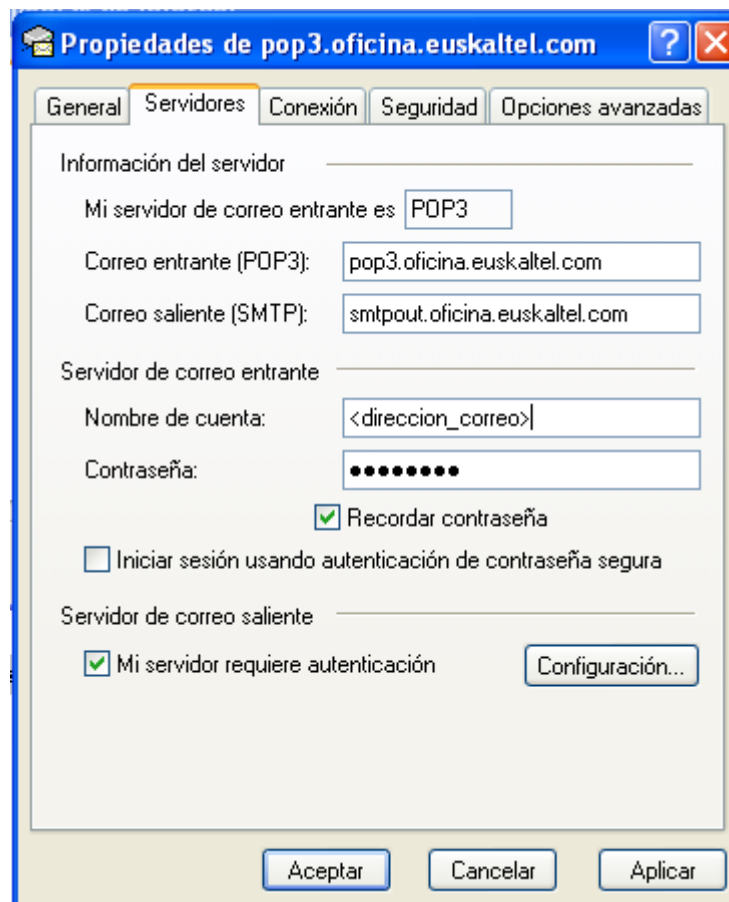 Propiedades de pop3.oficina.euskaltel.com
General Servidores Conexión Seguridad Opciones avanzadas
Información del servidor
Mi servidor de correo entrante es POP3
Correo entrante (POP3): pop3.oficina.euskaltel.com
Correo saliente (SMTP): smtpout.oficina.euskaltel.com
Servidor de correo entrante
Nombre de cuenta: <direccion_correo>
Contraseña: ●●●●●●●●
Recordar contraseña
Iniciar sesión usando autenticación de contraseña segura
Servidor de correo saliente
Mi servidor requiere autenticación Configuración...
Aceptar Cancelar Aplicar